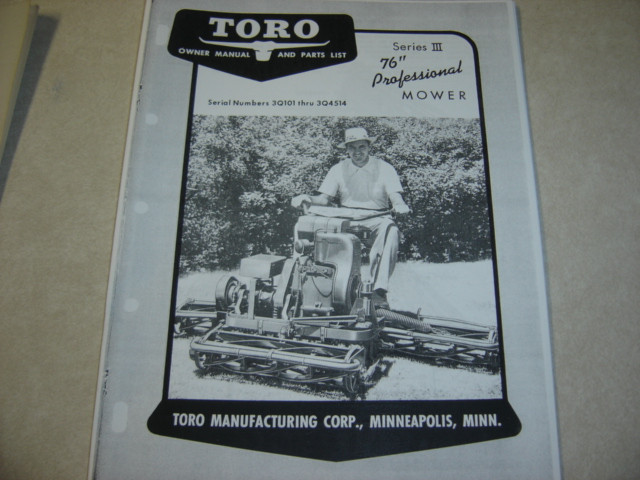 TORO
OWNER MANUAL AND PARTS LIST
Series III
76" Professional
MOWER
Serial Numbers 3Q101 thru 3Q4514
TORO MANUFACTURING CORP., MINNEAPOLIS, MINN.